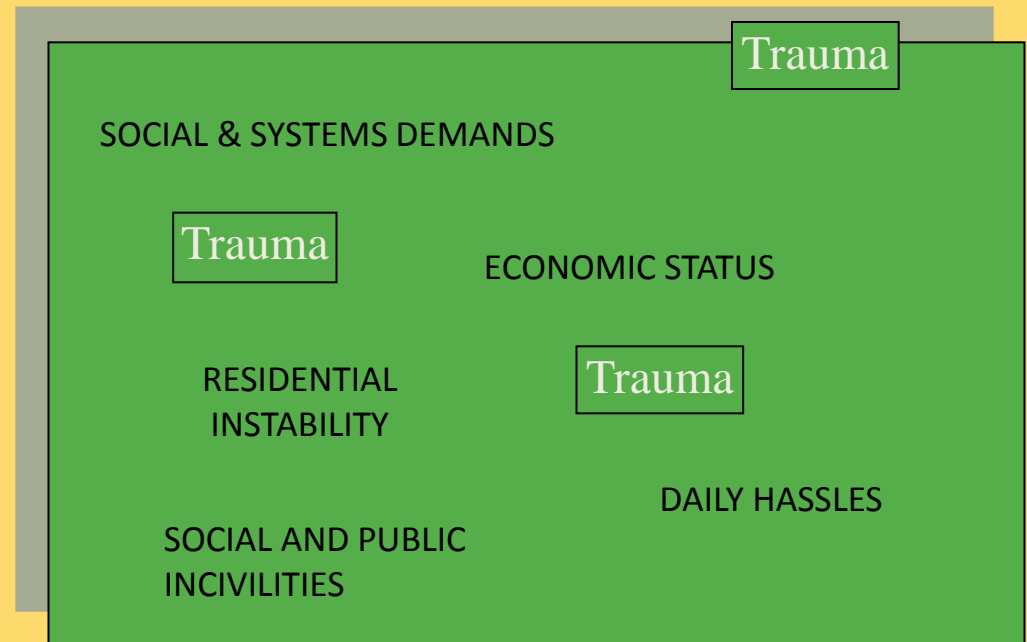 Trauma
SOCIAL & SYSTEMS DEMANDS
Trauma
ECONOMIC STATUS
RESIDENTIAL
INSTABILITY
Trauma
DAILY HASSLES
SOCIAL AND PUBLIC
INCIVILITIES